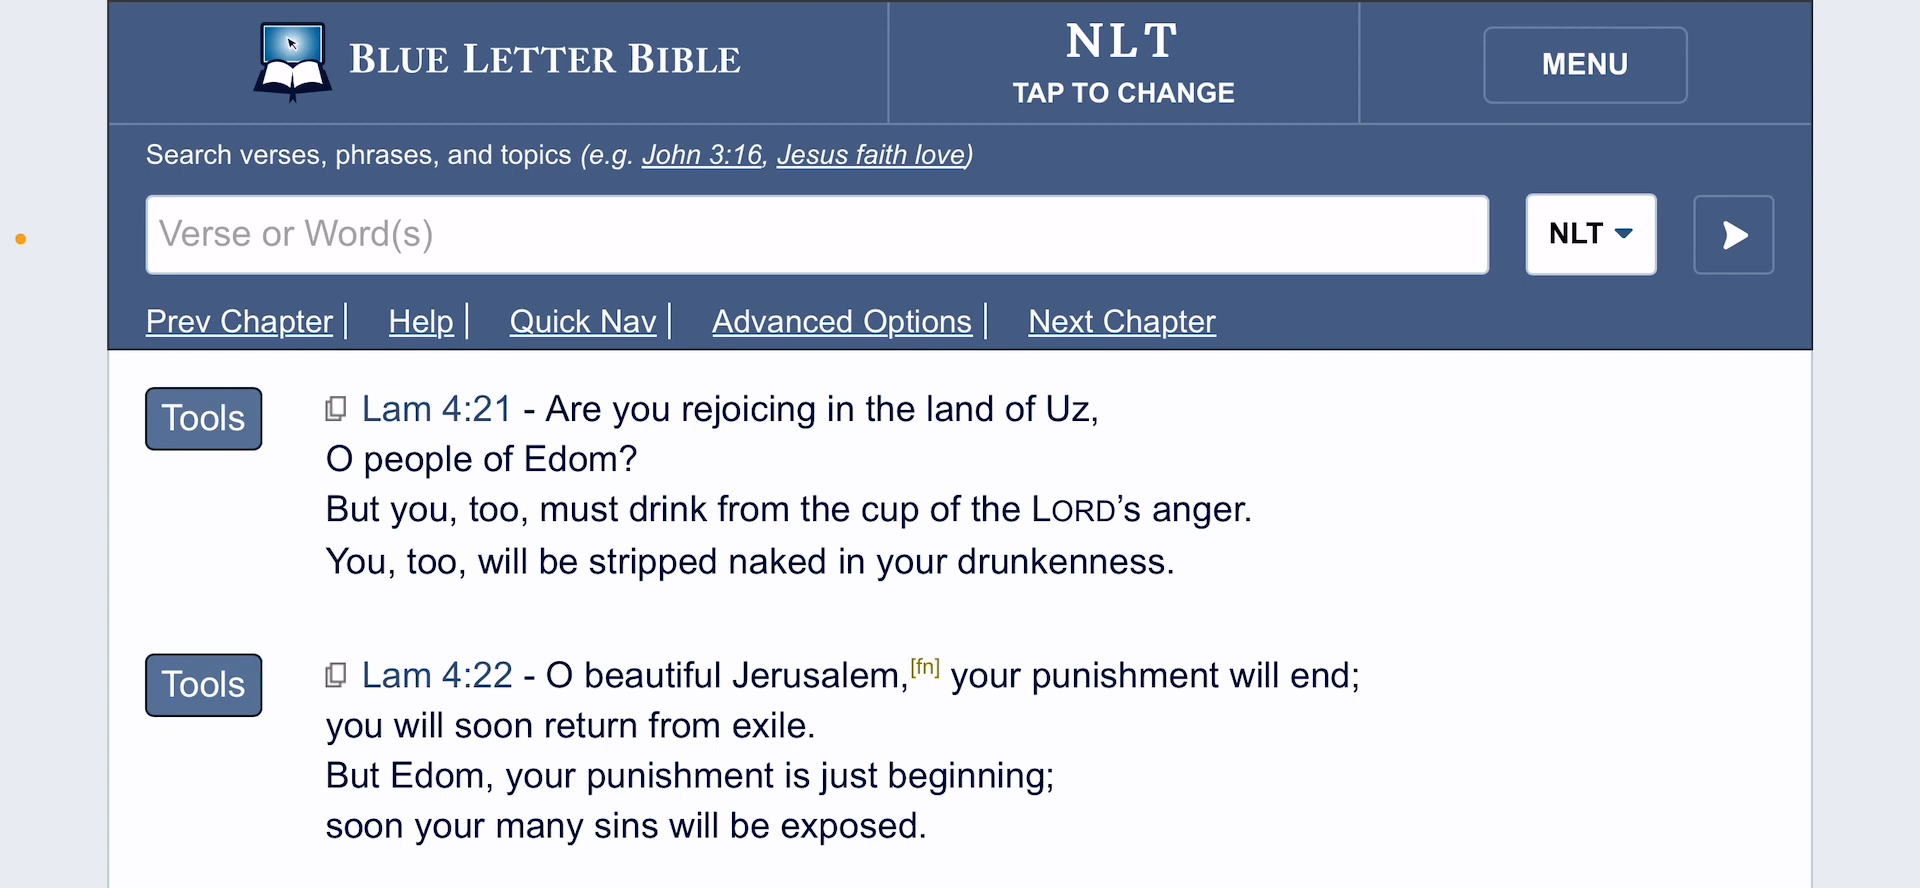 BLUE LETTER BIBLE
NLT
TAP TO CHANGE
MENU
Search verses, phrases, and topics (e.g. John 3:16, Jesus faith love)
Verse or Word(s)
NLT
Prev Chapter | Help | Quick Nav | Advanced Options | Next Chapter
Tools
Lam 4:21 - Are you rejoicing in the land of Uz,
O people of Edom?
But you, too, must drink from the cup of the LORD’s anger.
You, too, will be stripped naked in your drunkenness.
Tools
Lam 4:22 - O beautiful Jerusalem,[fn] your punishment will end;
you will soon return from exile.
But Edom, your punishment is just beginning;
soon your many sins will be exposed.